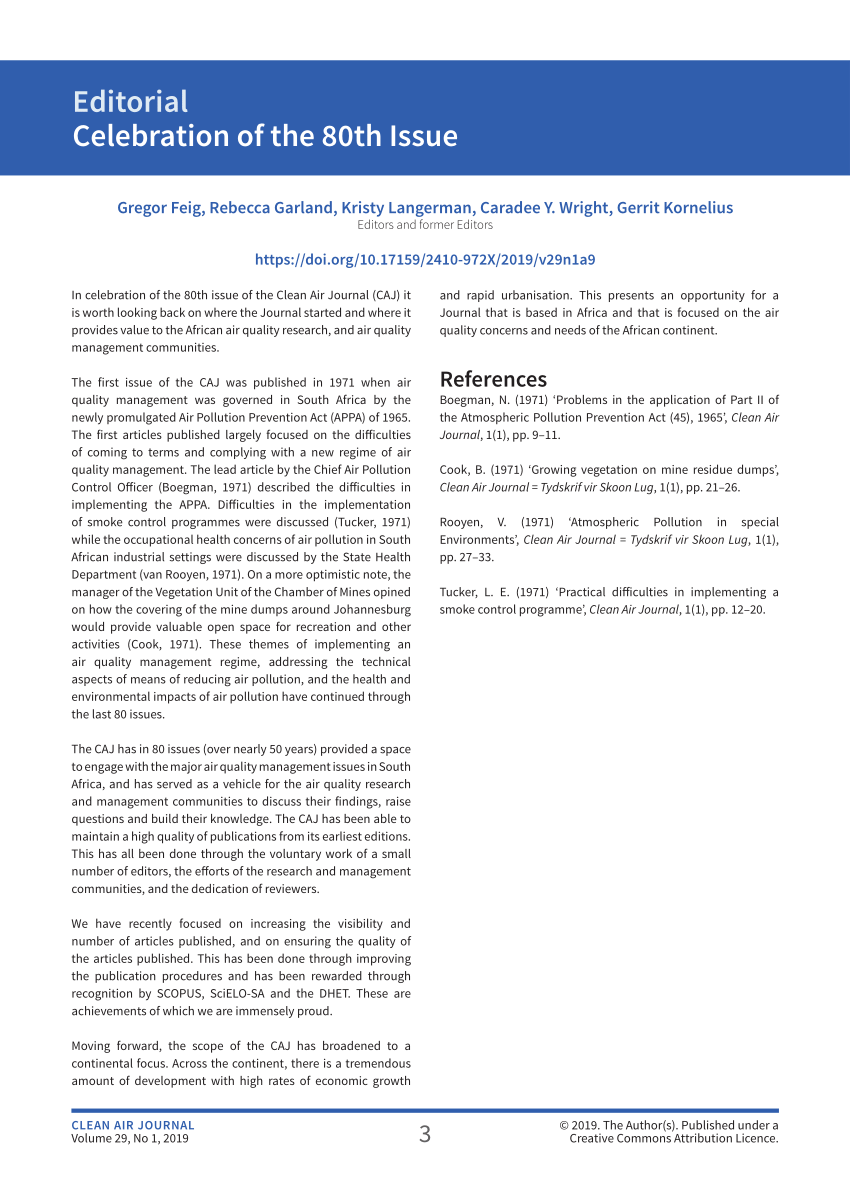 Editorial
Celebration of the 80th Issue
Gregor Feig, Rebecca Garland, Kristy Langerman, Caradee Y. Wright, Gerrit Kornelius
Editors and former Editors
https://doi.org/10.17159/2410-972X/2019/v29n1a9
In celebration of the 80th issue of the Clean Air Journal (CAJ) it
is worth looking back on where the Journal started and where it
provides value to the African air quality research, and air quality
management communities.
The first issue of the CAJ was published in 1971 when air
quality management was governed in South Africa by the
newly promulgated Air Pollution Prevention Act (APPA) of 1965.
The first articles published largely focused on the difficulties
of coming to terms and complying with a new regime of air
quality management. The lead article by the Chief Air Pollution
Control Officer (Boegman, 1971) described the difficulties in
implementing the APPA. Difficulties in the implementation
of smoke control programmes were discussed (Tucker, 1971)
while the occupational health concerns of air pollution in South
African industrial settings were discussed by the State Health
Department (van Rooyen, 1971). On a more optimistic note, the
manager of the Vegetation Unit of the Chamber of Mines opined
on how the covering of the mine dumps around Johannesburg
would provide valuable open space for recreation and other
activities (Cook, 1971). These themes of implementing an
air quality management regime, addressing the technical
aspects of means of reducing air pollution, and the health and
environmental impacts of air pollution have continued through
the last 80 issues.
The CAJ has in 80 issues (over nearly 50 years) provided a space
to engage with the major air quality management issues in South
Africa, and has served as a vehicle for the air quality research
and management communities to discuss their findings, raise
questions and build their knowledge. The CAJ has been able to
maintain a high quality of publications from its earliest editions.
This has all been done through the voluntary work of a small
number of editors, the efforts of the research and management
communities, and the dedication of reviewers.
We have recently focused on increasing the visibility and
number of articles published, and on ensuring the quality of
the articles published. This has been done through improving
the publication procedures and has been rewarded through
recognition by SCOPUS, SciELO-SA and the DHET. These are
achievements of which we are immensely proud.
Moving forward, the scope of the CAJ has broadened to a
continental focus. Across the continent, there is a tremendous
amount of development with high rates of economic growth
and rapid urbanisation. This presents an opportunity for a
Journal that is based in Africa and that is focused on the air
quality concerns and needs of the African continent.
References
Boegman, N. (1971) ‘Problems in the application of Part II of
the Atmospheric Pollution Prevention Act (45), 1965’, Clean Air
Journal, 1(1), pp. 9–11.
Cook, B. (1971) ‘Growing vegetation on mine residue dumps’,
Clean Air Journal = Tydskrif vir Skoon Lug, 1(1), pp. 21–26.
Rooyen, V. (1971) ‘Atmospheric Pollution in special
Environments’, Clean Air Journal = Tydskrif vir Skoon Lug, 1(1),
pp. 27–33.
Tucker, L. E. (1971) ‘Practical difficulties in implementing a
smoke control programme’, Clean Air Journal, 1(1), pp. 12–20.
CLEAN AIR JOURNAL
Volume 29, No 1, 2019
3
© 2019. The Author(s). Published under a
Creative Commons Attribution Licence.